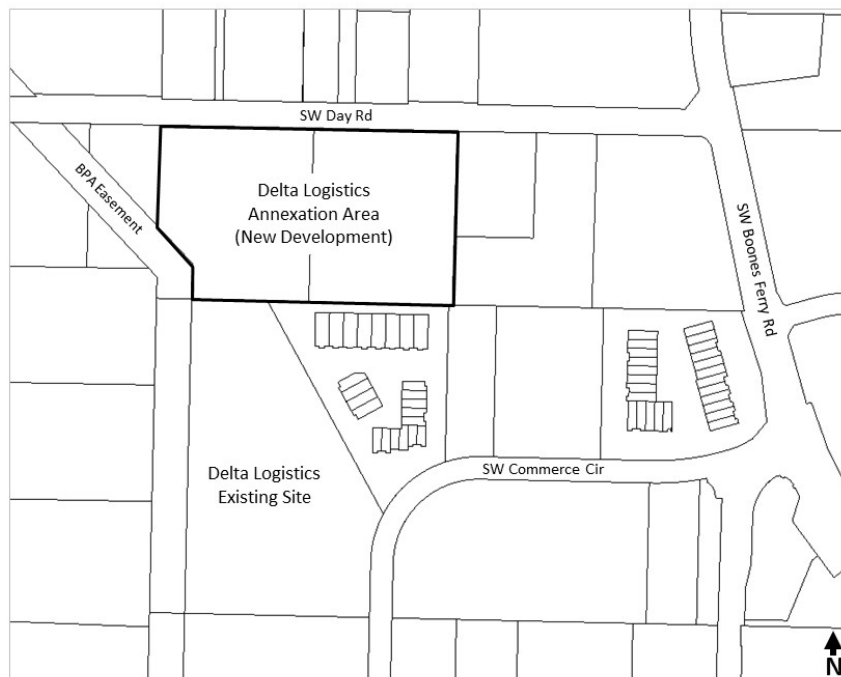 SW Day Rd
BPA Easement
Delta Logistics
Annexation Area
(New Development)
SW Boones Ferry Rd
Delta Logistics
Existing Site
SW Commerce Cir
N